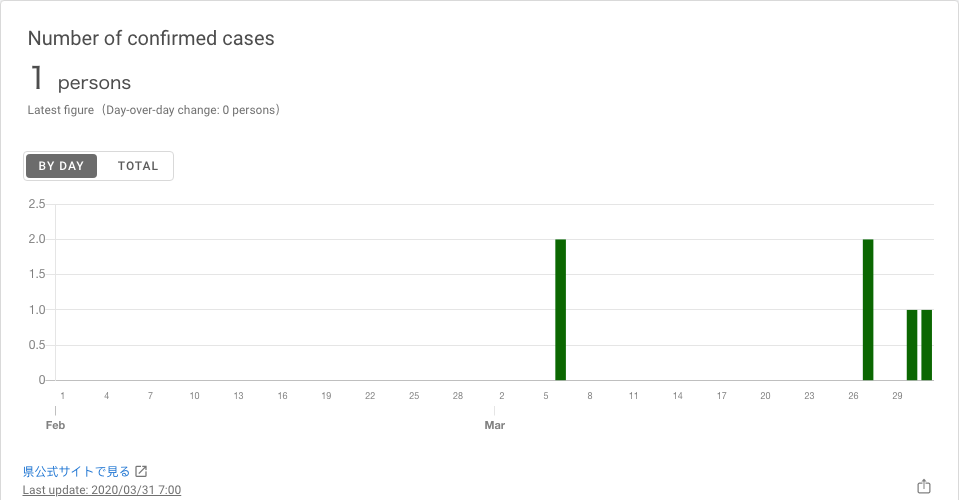 Number of confirmed cases
1 persons
Latest figure（Day-over-day change: 0 persons）
BY DAY TOTAL
2.5
2.0
1.5
1.0
0.5
0
1 4 7 10 13 16 19 22 25 28 2 5 8 11 14 17 20 23 26 29
Feb Mar
県公式サイトで見る
Last update: 2020/03/31 7:00